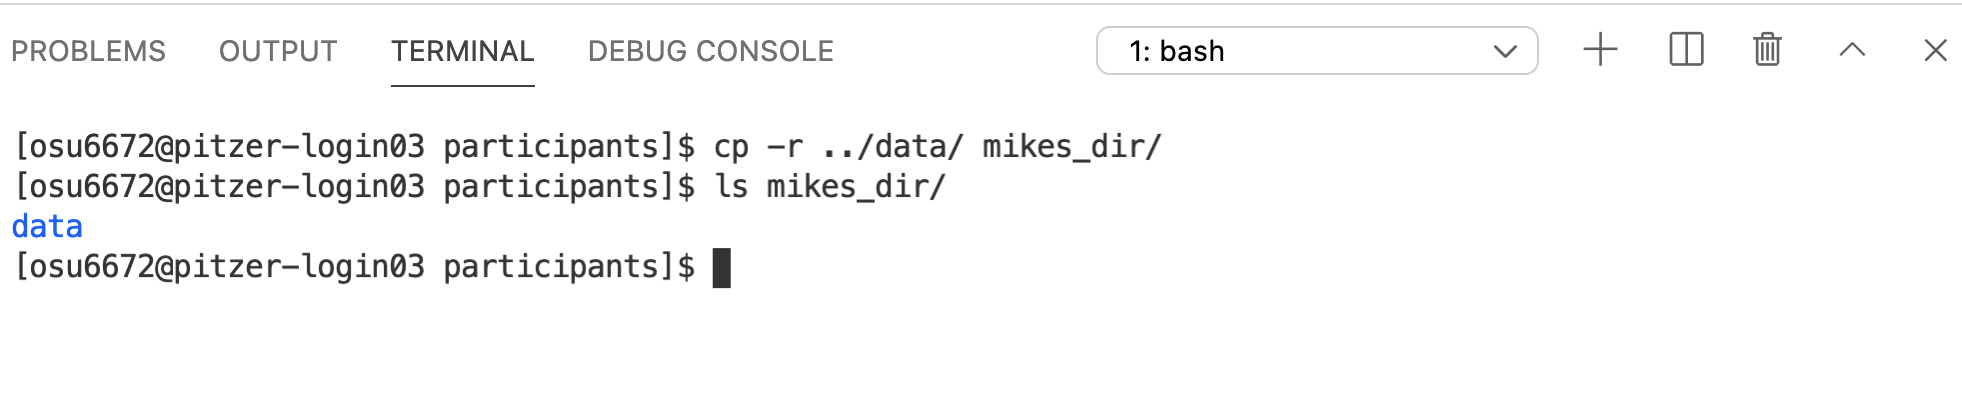 PROBLEMS OUTPUT TERMINAL DEBUG CONSOLE 1: bash
[osu6672@pitzer-login03 participants]$ cp -r ../data/ mikes_dir/
[osu6672@pitzer-login03 participants]$ ls mikes_dir/
data
[osu6672@pitzer-login03 participants]$